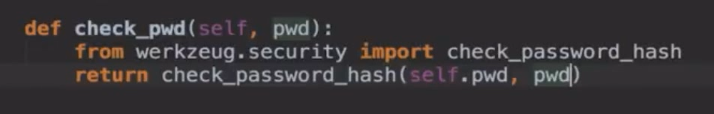 def check_pwd(self, pwd):
    from werkzeug.security import check_password_hash
    return check_password_hash(self.pwd, pwd)